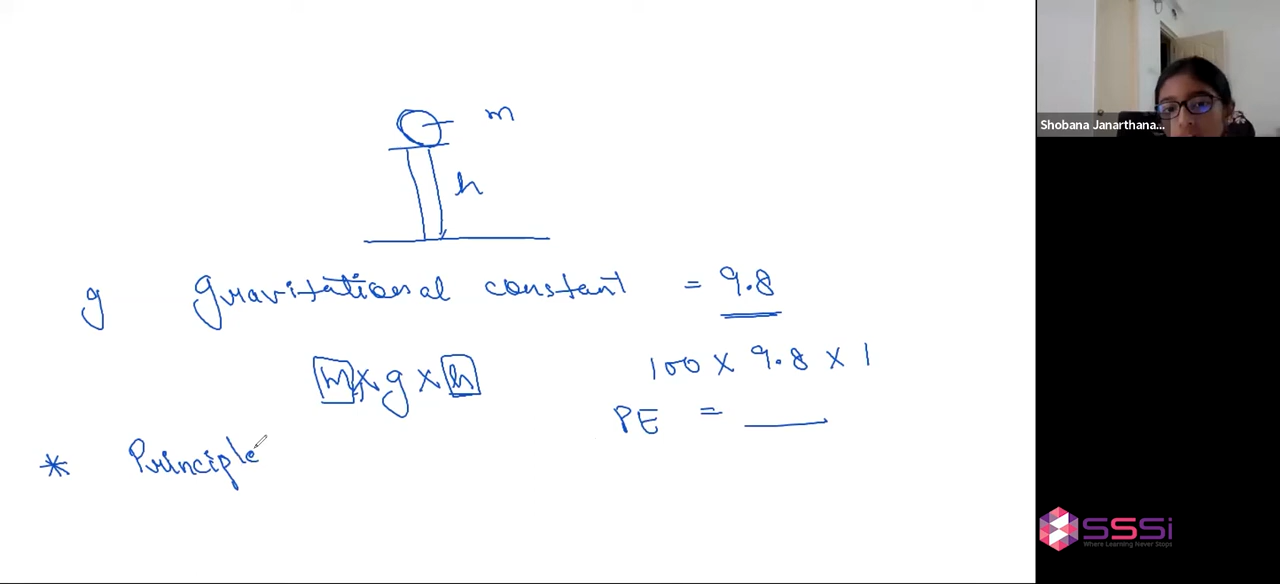 m
h
g gravitational constant = 9.8
m × g × h
100 × 9.8 × 1
PE = ____
* Principle
Shobana Janarthana...
SSSi
Where Learning Never Stops